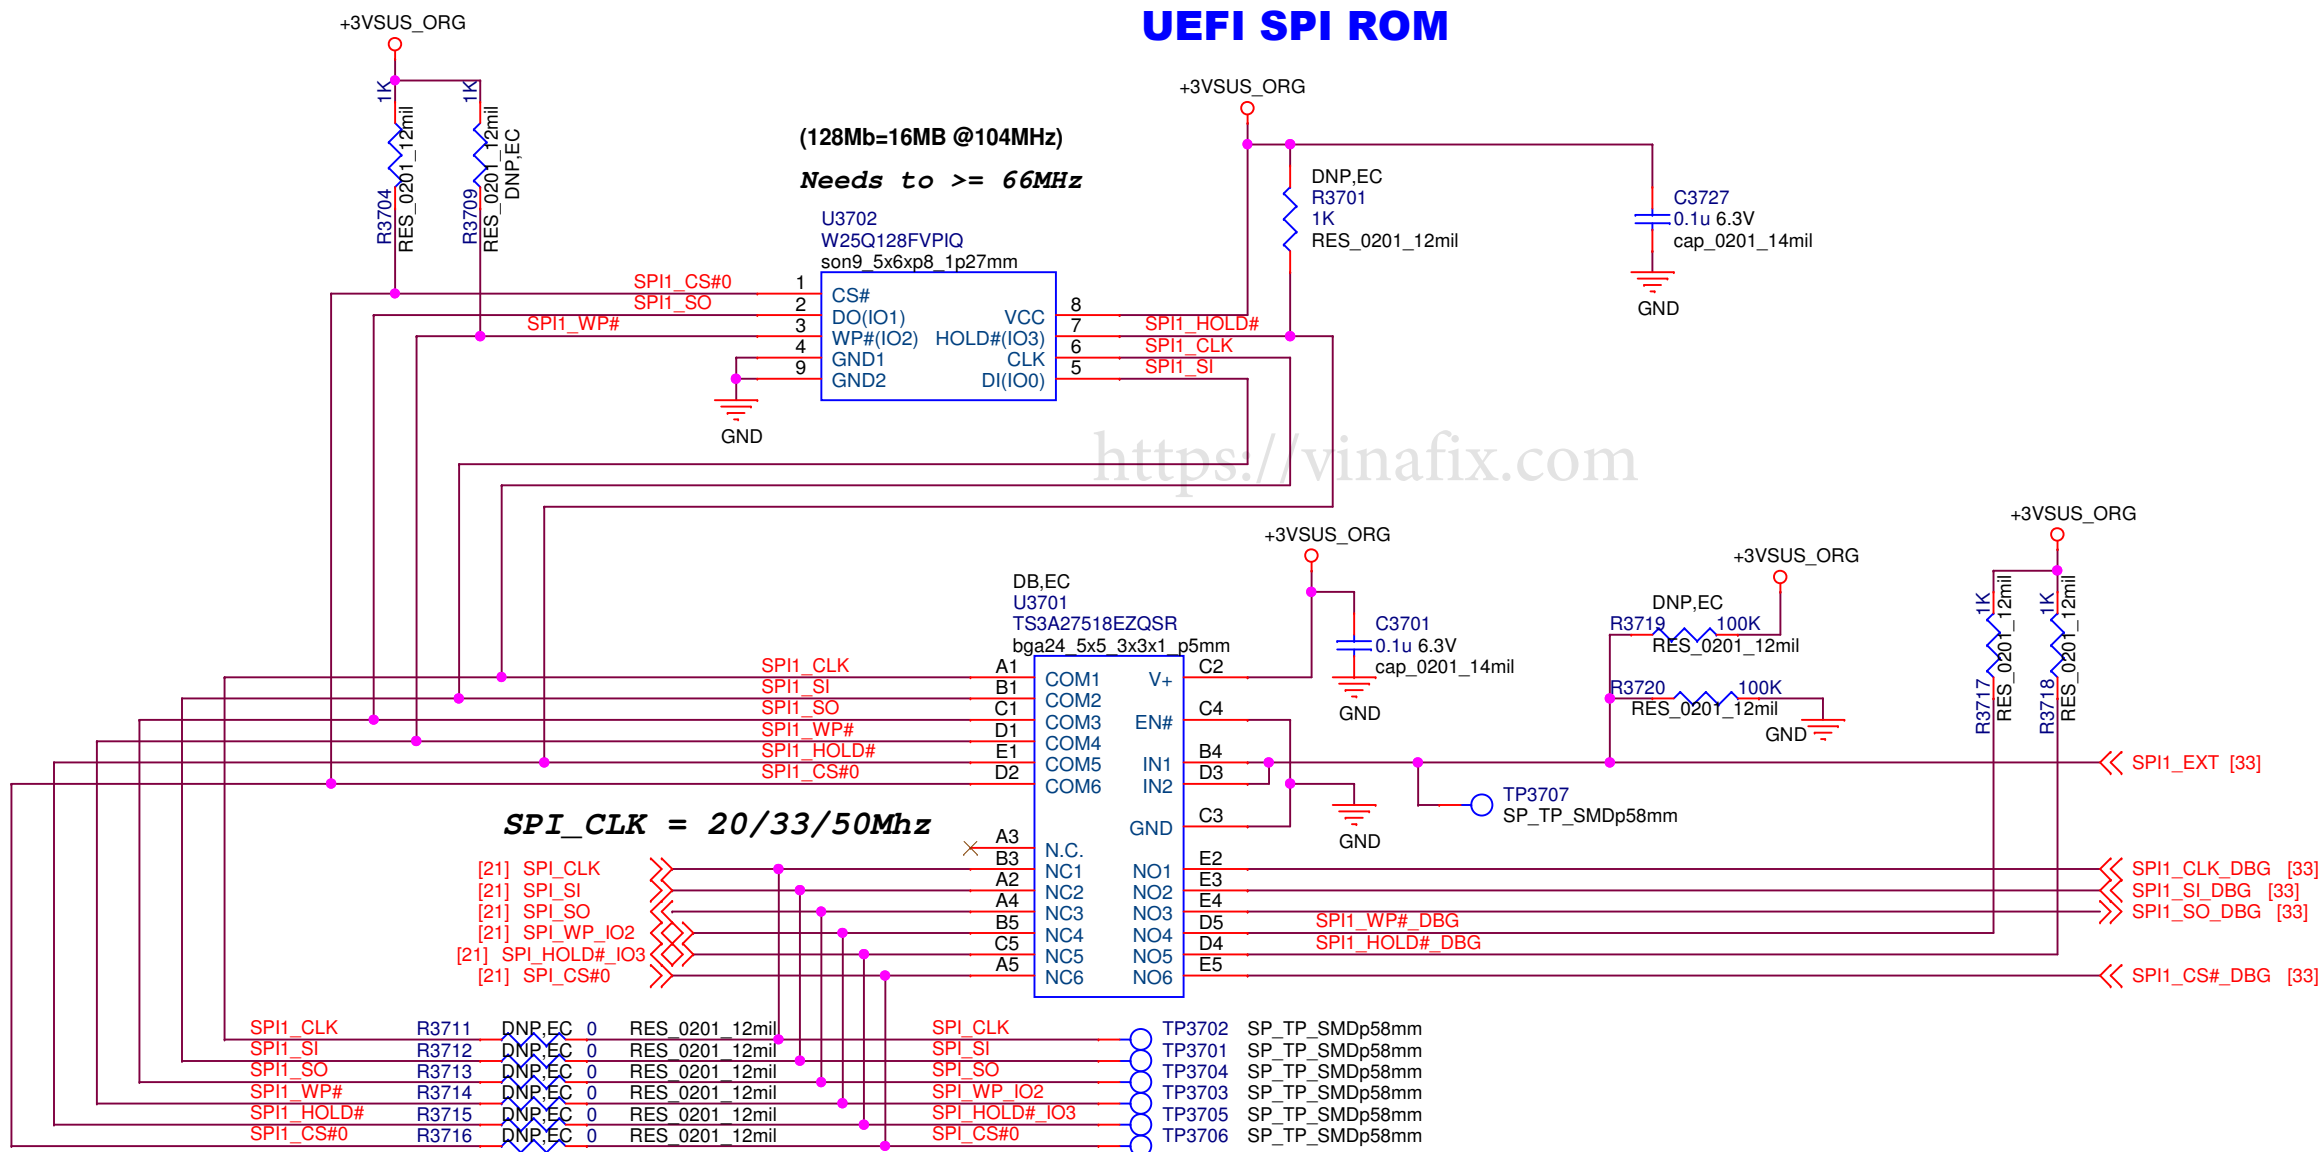 UEFI SPI ROM
+3VSUS_ORG
1K
1K
R3704
RES_0201_12mil
R3709
RES_0201_12mil
DNP,EC
(128Mb=16MB @104MHz)
Needs to >= 66MHz
U3702
W25Q128FVPIQ
son9_5x6xp8_1p27mm
SPI1_CS#0
SPI1_SO
SPI1_WP#
1
2
3
4
9
CS#
DO(IO1)
WP#(IO2)
GND1
GND2
VCC
HOLD#(IO3)
CLK
DI(IO0)
8
7
6
5
SPI1_HOLD#
SPI1_CLK
SPI1_SI
GND
+3VSUS_ORG
DNP,EC
R3701
1K
RES_0201_12mil
C3727
0.1u 6.3V
cap_0201_14mil
GND
https://vinafix.com
+3VSUS_ORG
DB,EC
U3701
TS3A27518EZQSR
bga24_5x5_3x3x1_p5mm
C3701
0.1u 6.3V
cap_0201_14mil
GND
+3VSUS_ORG
DNP,EC
R3719 100K
RES_0201_12mil
R3720 100K
RES_0201_12mil
GND
+3VSUS_ORG
1K
1K
R3717
RES_0201_12mil
R3718
RES_0201_12mil
SPI1_CLK A1 COM1
SPI1_SI B1 COM2
SPI1_SO C1 COM3
SPI1_WP# D1 COM4
SPI1_HOLD# E1 COM5
SPI1_CS#0 D2 COM6
V+ C2
EN# C4
IN1 B4
IN2 D3
GND C3
GND
SPI1_EXT [33]
TP3707
SP_TP_SMDp58mm
SPI_CLK = 20/33/50Mhz
A3 N.C.
[21] SPI_CLK B3 NC1
[21] SPI_SI A2 NC2
[21] SPI_SO A4 NC3
[21] SPI_WP_IO2 B5 NC4
[21] SPI_HOLD#_IO3 C5 NC5
[21] SPI_CS#0 A5 NC6
NO1 E2 SPI1_CLK_DBG [33]
NO2 E3 SPI1_SI_DBG [33]
NO3 E4 SPI1_SO_DBG [33]
NO4 D5 SPI1_WP#_DBG
NO5 D4 SPI1_HOLD#_DBG
NO6 E5 SPI1_CS#_DBG [33]
SPI1_CLK R3711 DNP,EC 0 RES_0201_12mil SPI_CLK TP3702 SP_TP_SMDp58mm
SPI1_SI R3712 DNP,EC 0 RES_0201_12mil SPI_SI TP3701 SP_TP_SMDp58mm
SPI1_SO R3713 DNP,EC 0 RES_0201_12mil SPI_SO TP3704 SP_TP_SMDp58mm
SPI1_WP# R3714 DNP,EC 0 RES_0201_12mil SPI_WP_IO2 TP3703 SP_TP_SMDp58mm
SPI1_HOLD# R3715 DNP,EC 0 RES_0201_12mil SPI_HOLD#_IO3 TP3705 SP_TP_SMDp58mm
SPI1_CS#0 R3716 DNP,EC 0 RES_0201_12mil SPI_CS#0 TP3706 SP_TP_SMDp58mm